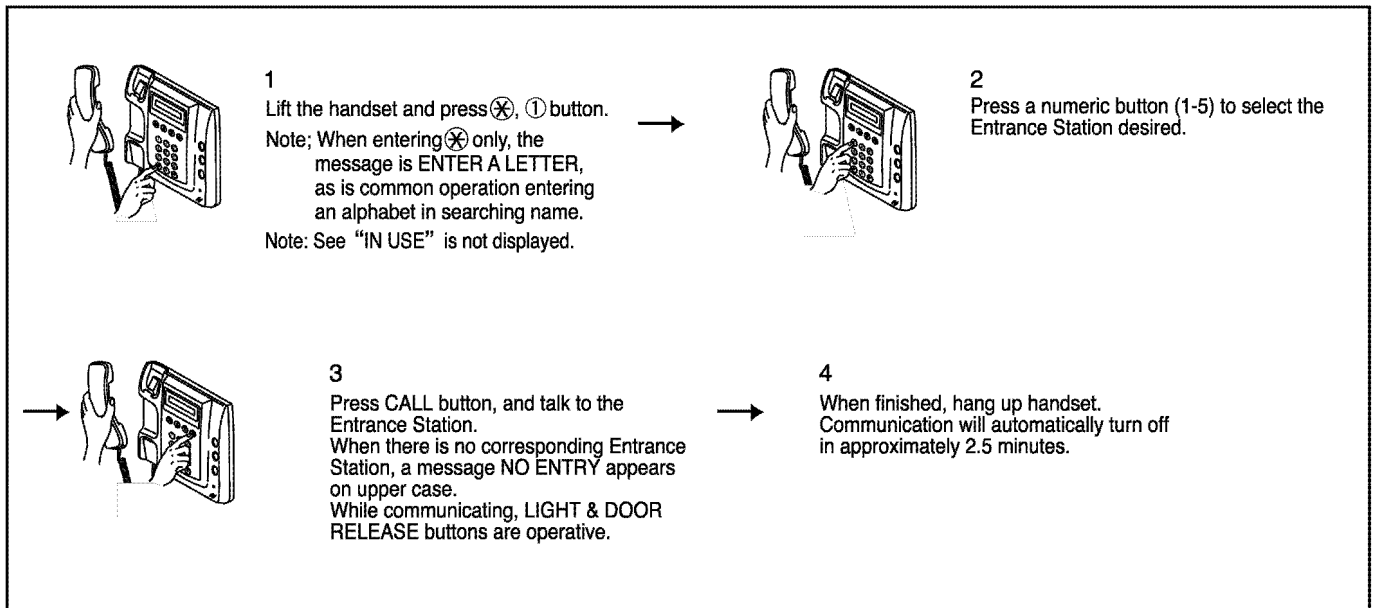 1
Lift the handset and press Ⓧ, ① button.
Note; When entering Ⓧ only, the
message is ENTER A LETTER,
as is common operation entering
an alphabet in searching name.
Note: See “IN USE” is not displayed.
2
Press a numeric button (1-5) to select the
Entrance Station desired.
3
Press CALL button, and talk to the
Entrance Station.
When there is no corresponding Entrance
Station, a message NO ENTRY appears
on upper case.
While communicating, LIGHT & DOOR
RELEASE buttons are operative.
4
When finished, hang up handset.
Communication will automatically turn off
in approximately 2.5 minutes.